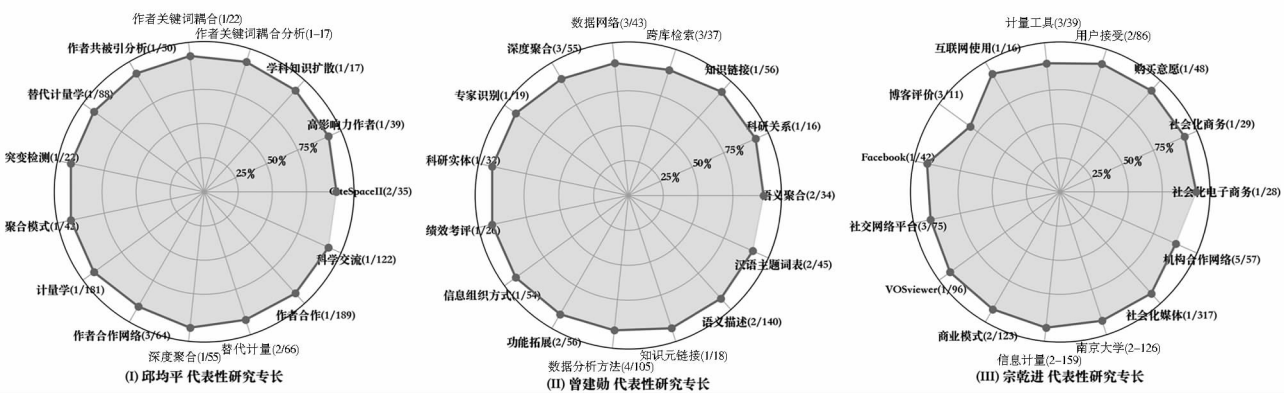 作者关键词耦合(1/22)
作者关键词耦合分析(1-17)
作者共被引分析(1/50)
学科知识扩散(1/17)
替代计量学(1/88)
高影响力作者(1/39)
突变检测(1/22)
75%
50%
25%
CiteSpaceII(2/35)
聚合模式(1/42)
科学交流(1/122)
计量学(1/181)
作者合作(1/189)
作者合作网络(3/64)
替代计量(2/66)
深度聚合(1/55)
(I) 邱均平 代表性研究专长
数据网络(3/43)
跨库检索(3/37)
深度聚合(3/55)
知识链接(1/56)
专家识别(1/19)
科研关系(1/16)
科研实体(1/37)
75%
50%
25%
语义聚合(2/34)
绩效考评(1/26)
汉语主题词表(2/45)
信息组织方式(1/54)
语义描述(2/140)
功能拓展(2/56)
知识元链接(1/18)
数据分析方法(4/105)
(II) 曾建勋 代表性研究专长
计量工具(3/39)
用户接受(2/86)
互联网使用(1/16)
购买意愿(1/48)
博客评价(3/11)
社会化商务(1/29)
Facebook(1/42)
75%
50%
25%
社会化电子商务(1/28)
社交网络平台(3/75)
机构合作网络(5/57)
VOSviewer(1/96)
社会化媒体(1/317)
商业模式(2/123)
南京大学(2-126)
信息计量(2-159)
(III) 宗乾进 代表性研究专长